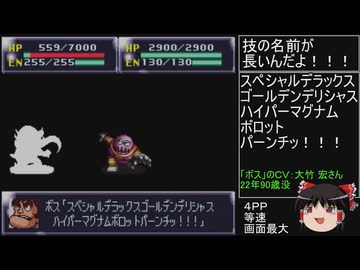 HP 559/7000
EN 255/255
HP 2900/2900
EN 130/130
ボス「スペシャルデラックスゴールデンデリシャス
ハイパーマグナムボロットパーンチッ!!!」
技の名前が
長いんだよ!!!
スペシャルデラックス
ゴールデンデリシャス
ハイパーマグナム
ボロット
パーンチッ!!!
「ボス」のCV:大竹 宏さん
22年90歳没
4PP
等速
画面最大